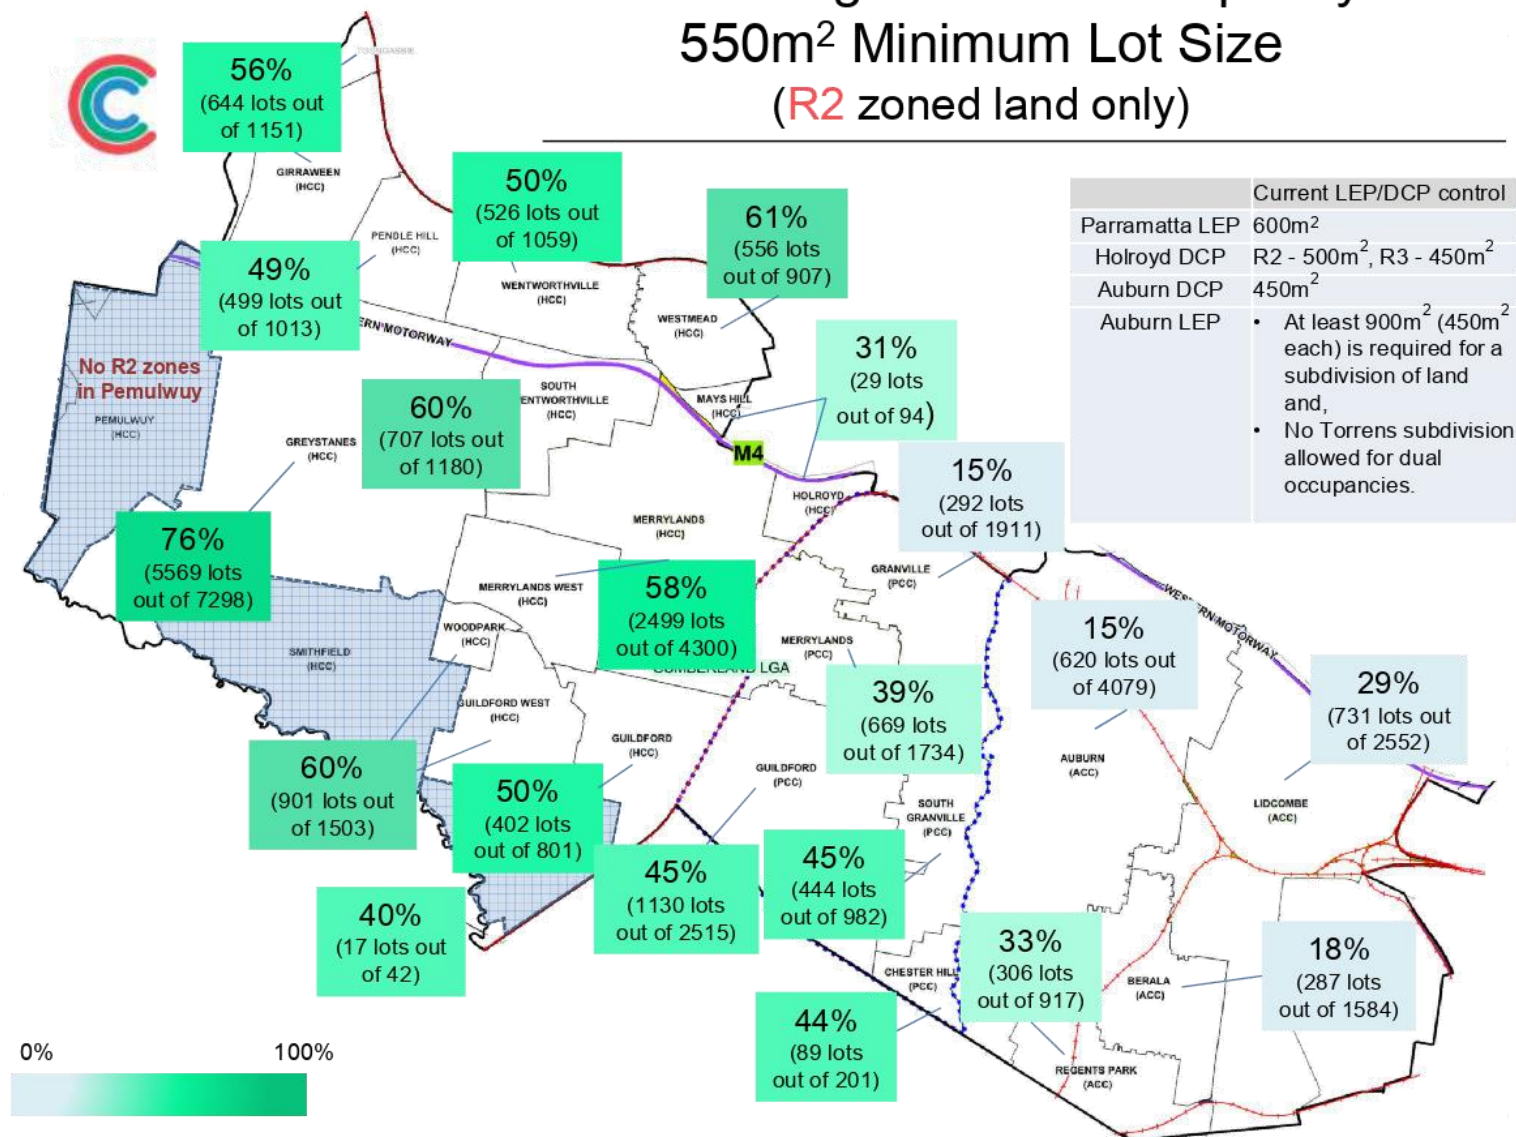 550m² Minimum Lot Size
(R2 zoned land only)
56%
(644 lots out
of 1151)
TOONGABBIE
GIRRAWEEN
(HCC)
50%
(526 lots out
of 1059)
61%
(556 lots
out of 907)
Current LEP/DCP control
Parramatta LEP 600m²
Holroyd DCP R2 - 500m², R3 - 450m²
Auburn DCP 450m²
Auburn LEP • At least 900m² (450m²
each) is required for a
subdivision of land
and,
• No Torrens subdivision
allowed for dual
occupancies.
PENDLE HILL
(HCC)
49%
(499 lots out
of 1013)
WENTWORTHVILLE
(HCC)
WESTMEAD
(HCC)
ERN MOTORWAY
31%
(29 lots
out of 94)
No R2 zones
in Pemulwuy
PEMULWUY
(HCC)
60%
(707 lots out
of 1180)
SOUTH
ENTWORTHVILLE
(HCC)
MAYS HILL
(HCC)
GREYSTANES
(HCC)
M4
15%
(292 lots
out of 1911)
HOLROYD
(HCC)
76%
(5569 lots
out of 7298)
MERRYLANDS
(HCC)
MERRYLANDS WEST
(HCC)
58%
(2499 lots
out of 4300)
GRANVILLE
(PCC)
WESTERN MOTORWAY
WOODPARK
(HCC)
SMITHFIELD
(HCC)
MERRYLANDS
(PCC)
CUMBERLAND LGA
15%
(620 lots out
of 4079)
39%
(669 lots
out of 1734)
29%
(731 lots out
of 2552)
GUILDFORD WEST
(HCC)
GUILDFORD
(HCC)
GUILDFORD
(PCC)
AUBURN
(ACC)
60%
(901 lots out
of 1503)
50%
(402 lots
out of 801)
SOUTH
GRANVILLE
(PCC)
LIDCOMBE
(ACC)
45%
(1130 lots
out of 2515)
45%
(444 lots
out of 982)
40%
(17 lots out
of 42)
33%
(306 lots
out of 917)
18%
(287 lots
out of 1584)
CHESTER HILL
(PCC)
BERALA
(ACC)
44%
(89 lots
out of 201)
REGENTS PARK
(ACC)
0% 100%